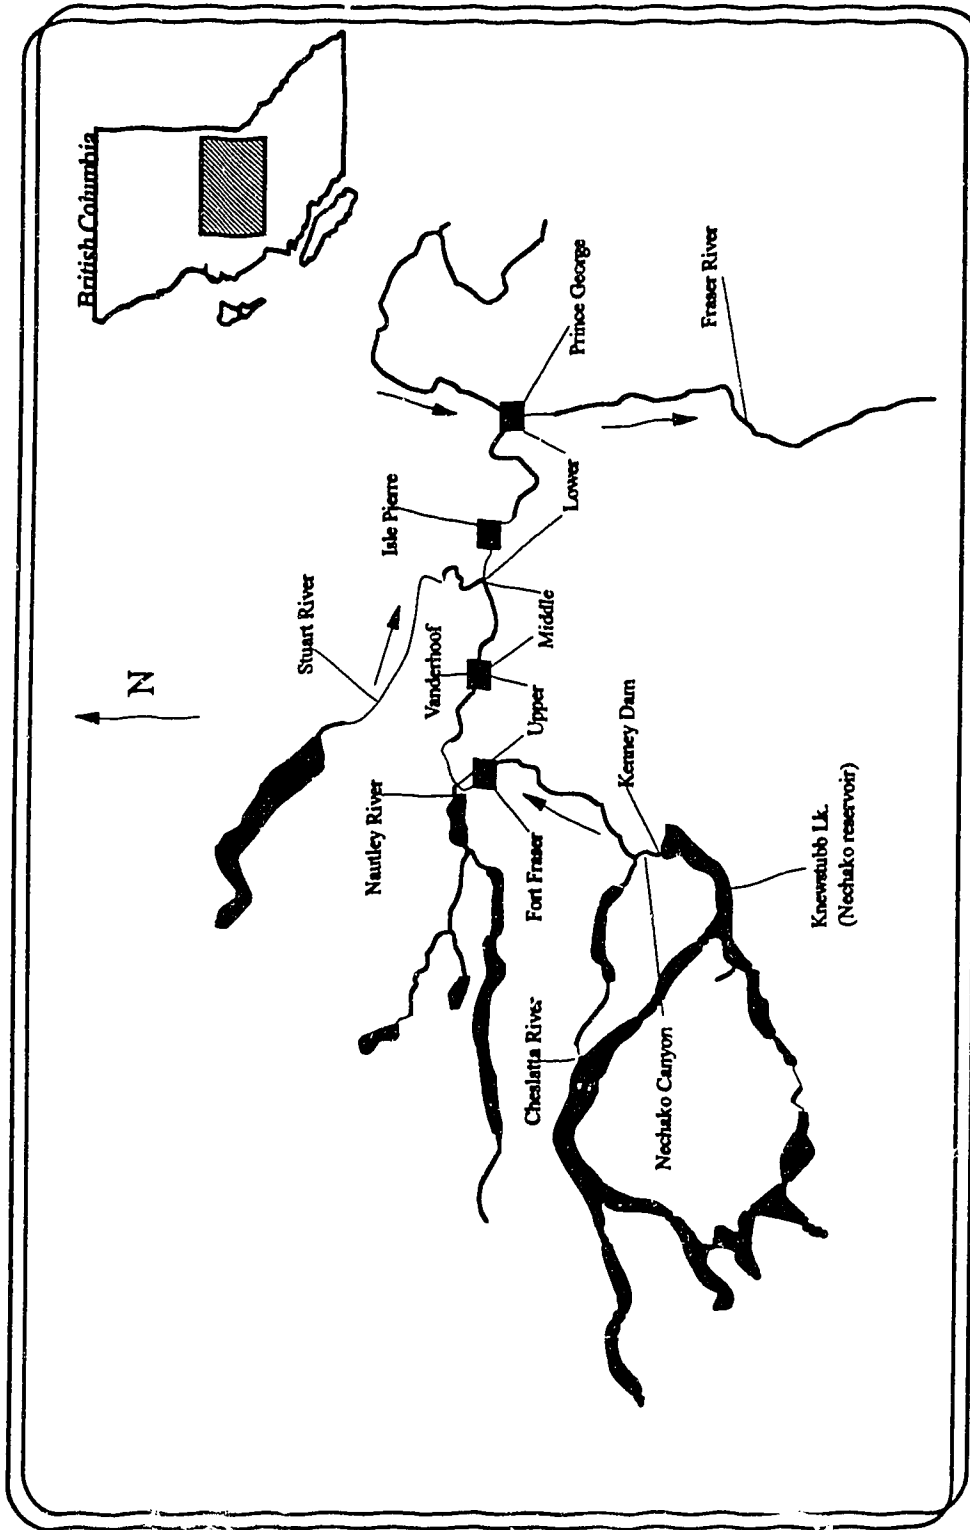 British Columbia
N
Stuart River
Isle Pierre
Prince George
Fraser River
Lower
Middle
Vanderhoof
Upper
Nautley River
Fort Fraser
Kenney Dam
Cheslatta River
Nechako Canyon
Knewstubb Lk.
(Nechako reservoir)